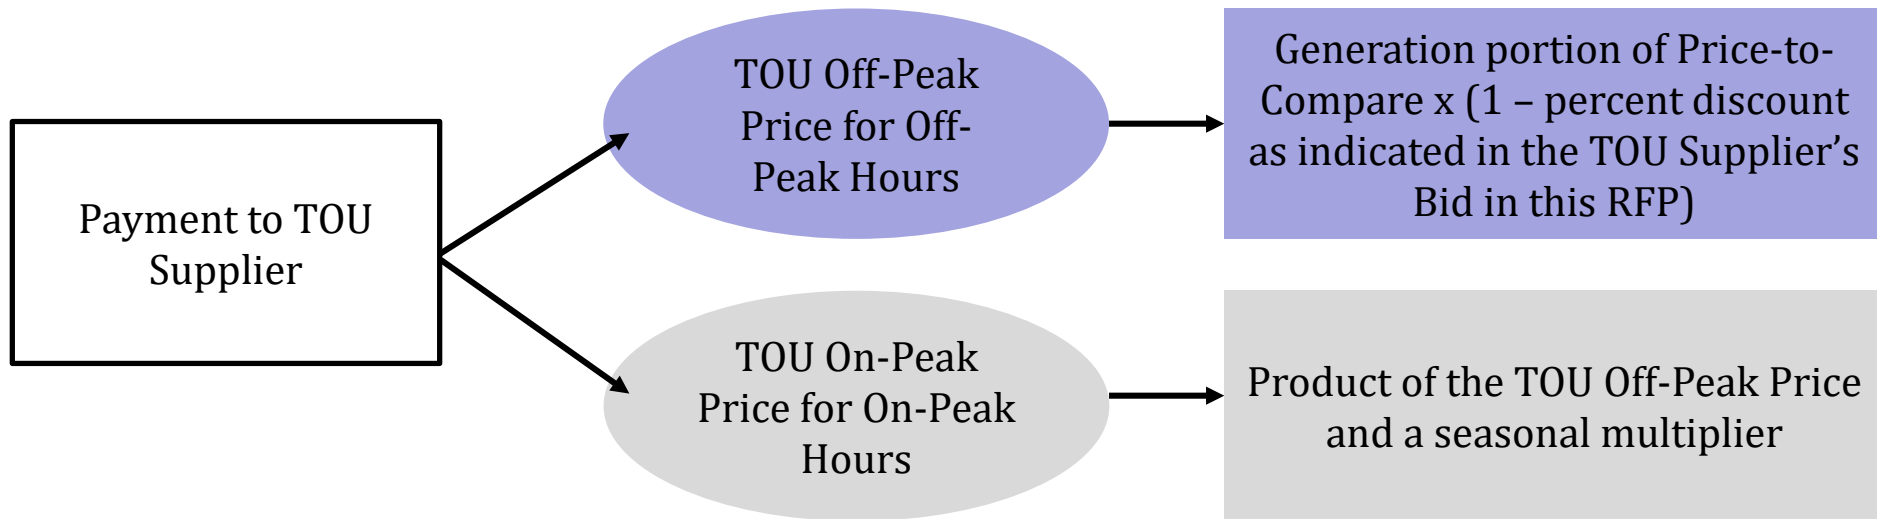 Payment to TOU
Supplier
TOU Off-Peak
Price for Off-
Peak Hours
Generation portion of Price-to-
Compare x (1 – percent discount
as indicated in the TOU Supplier’s
Bid in this RFP)
TOU On-Peak
Price for On-Peak
Hours
Product of the TOU Off-Peak Price
and a seasonal multiplier